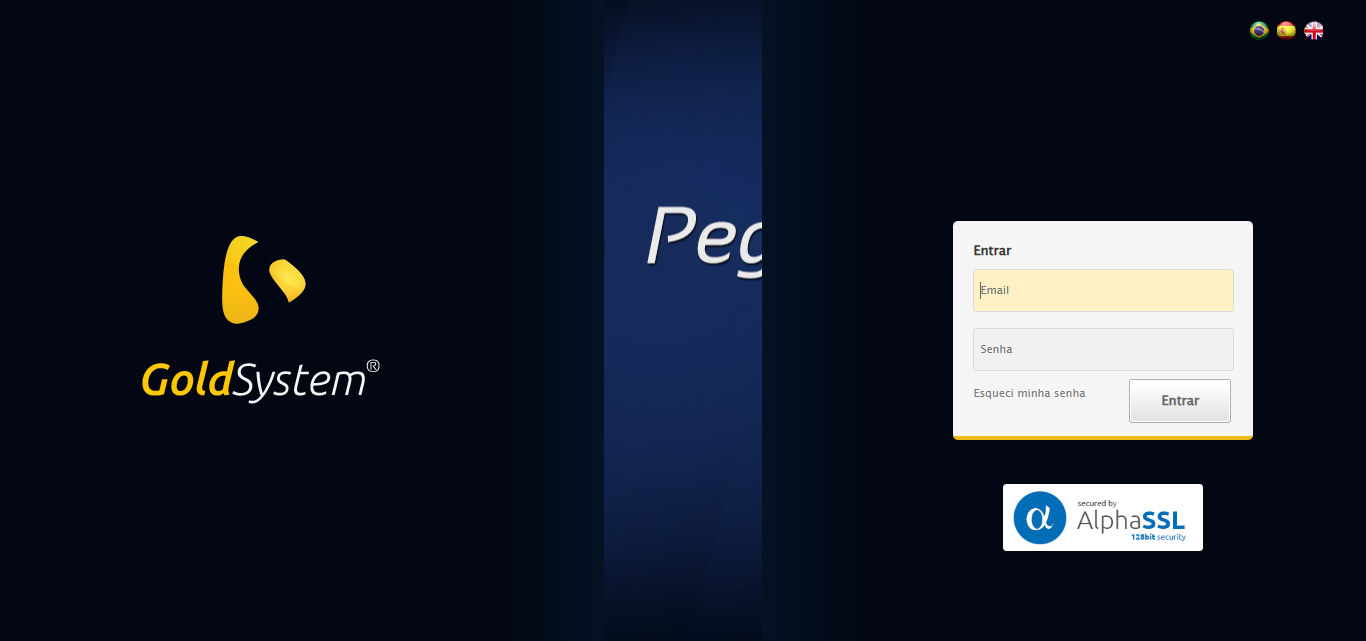 GoldSystem®
Peg
Entrar
Email
Senha
Esqueci minha senha
Entrar
α
secured by
AlphaSSL
128bit security